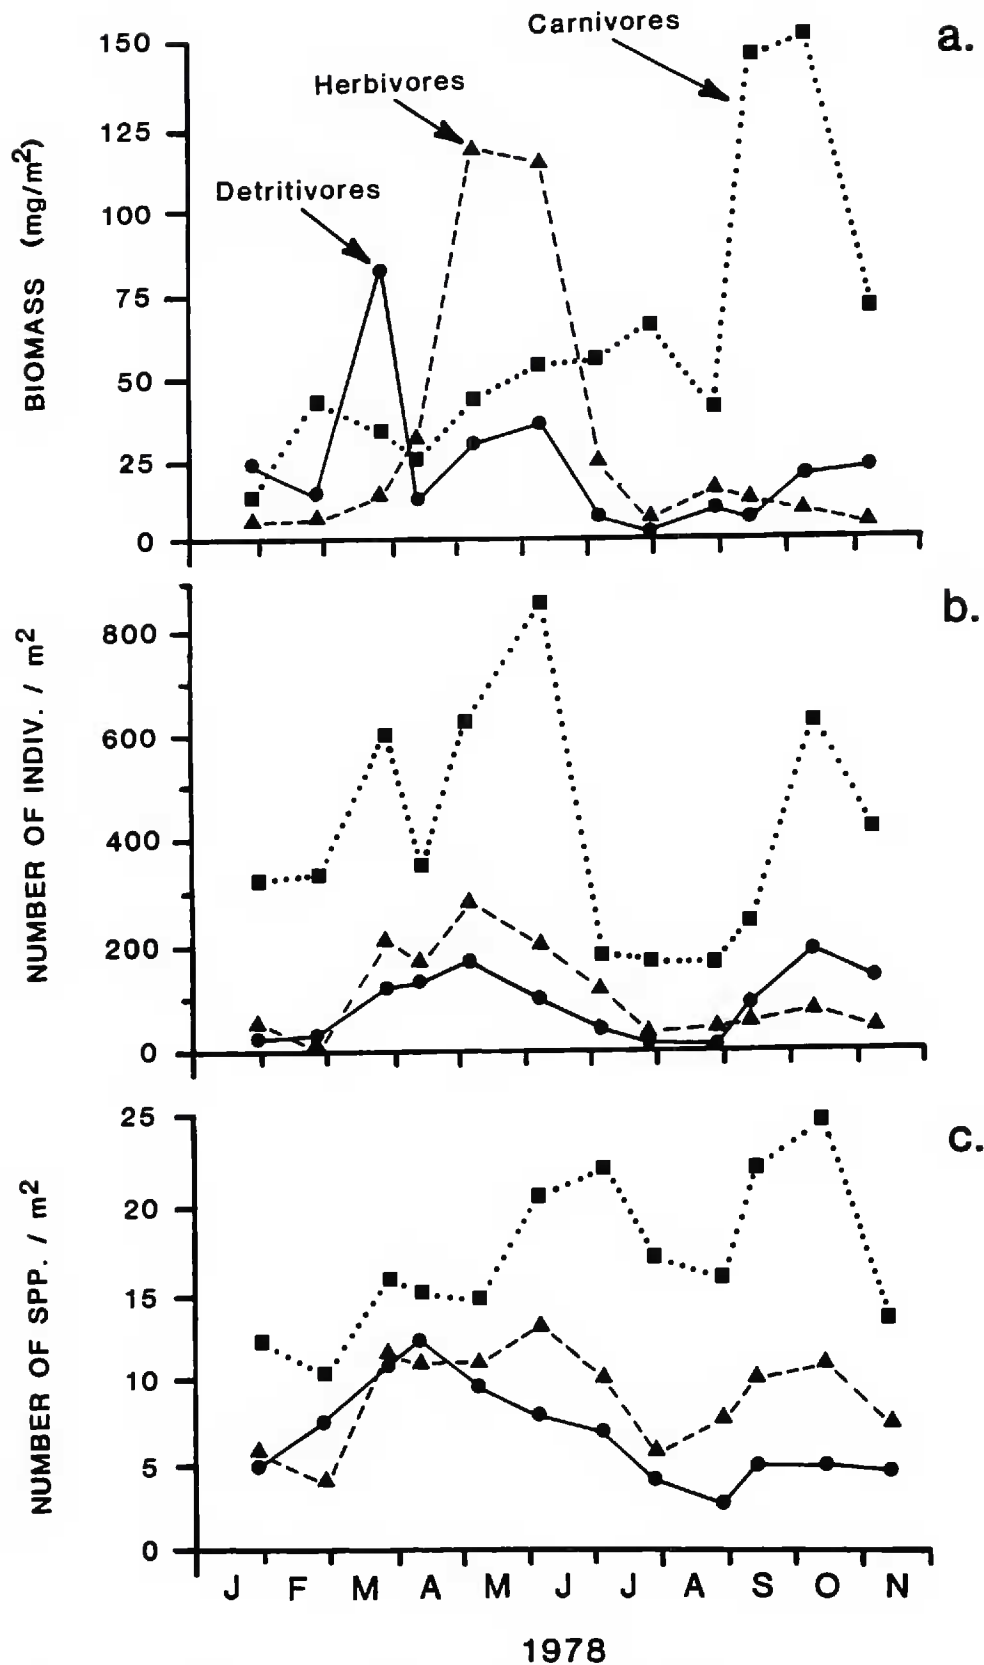 a.
Carnivores
Herbivores
Detritivores
BIOMASS (mg/m2)
150
125
100
75
50
25
0
b.
NUMBER OF INDIV. / m2
800
600
400
200
0
c.
NUMBER OF SPP. / m2
25
20
15
10
5
0
J F M A M J J A S O N
1978